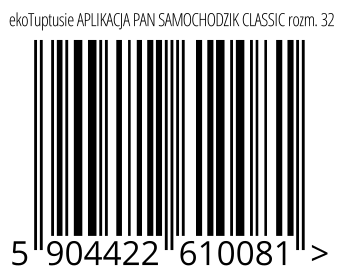 ekoTuptusie APLIKACJA PAN SAMOCHODZIK CLASSIC rozm. 32
5 904422 610081 >